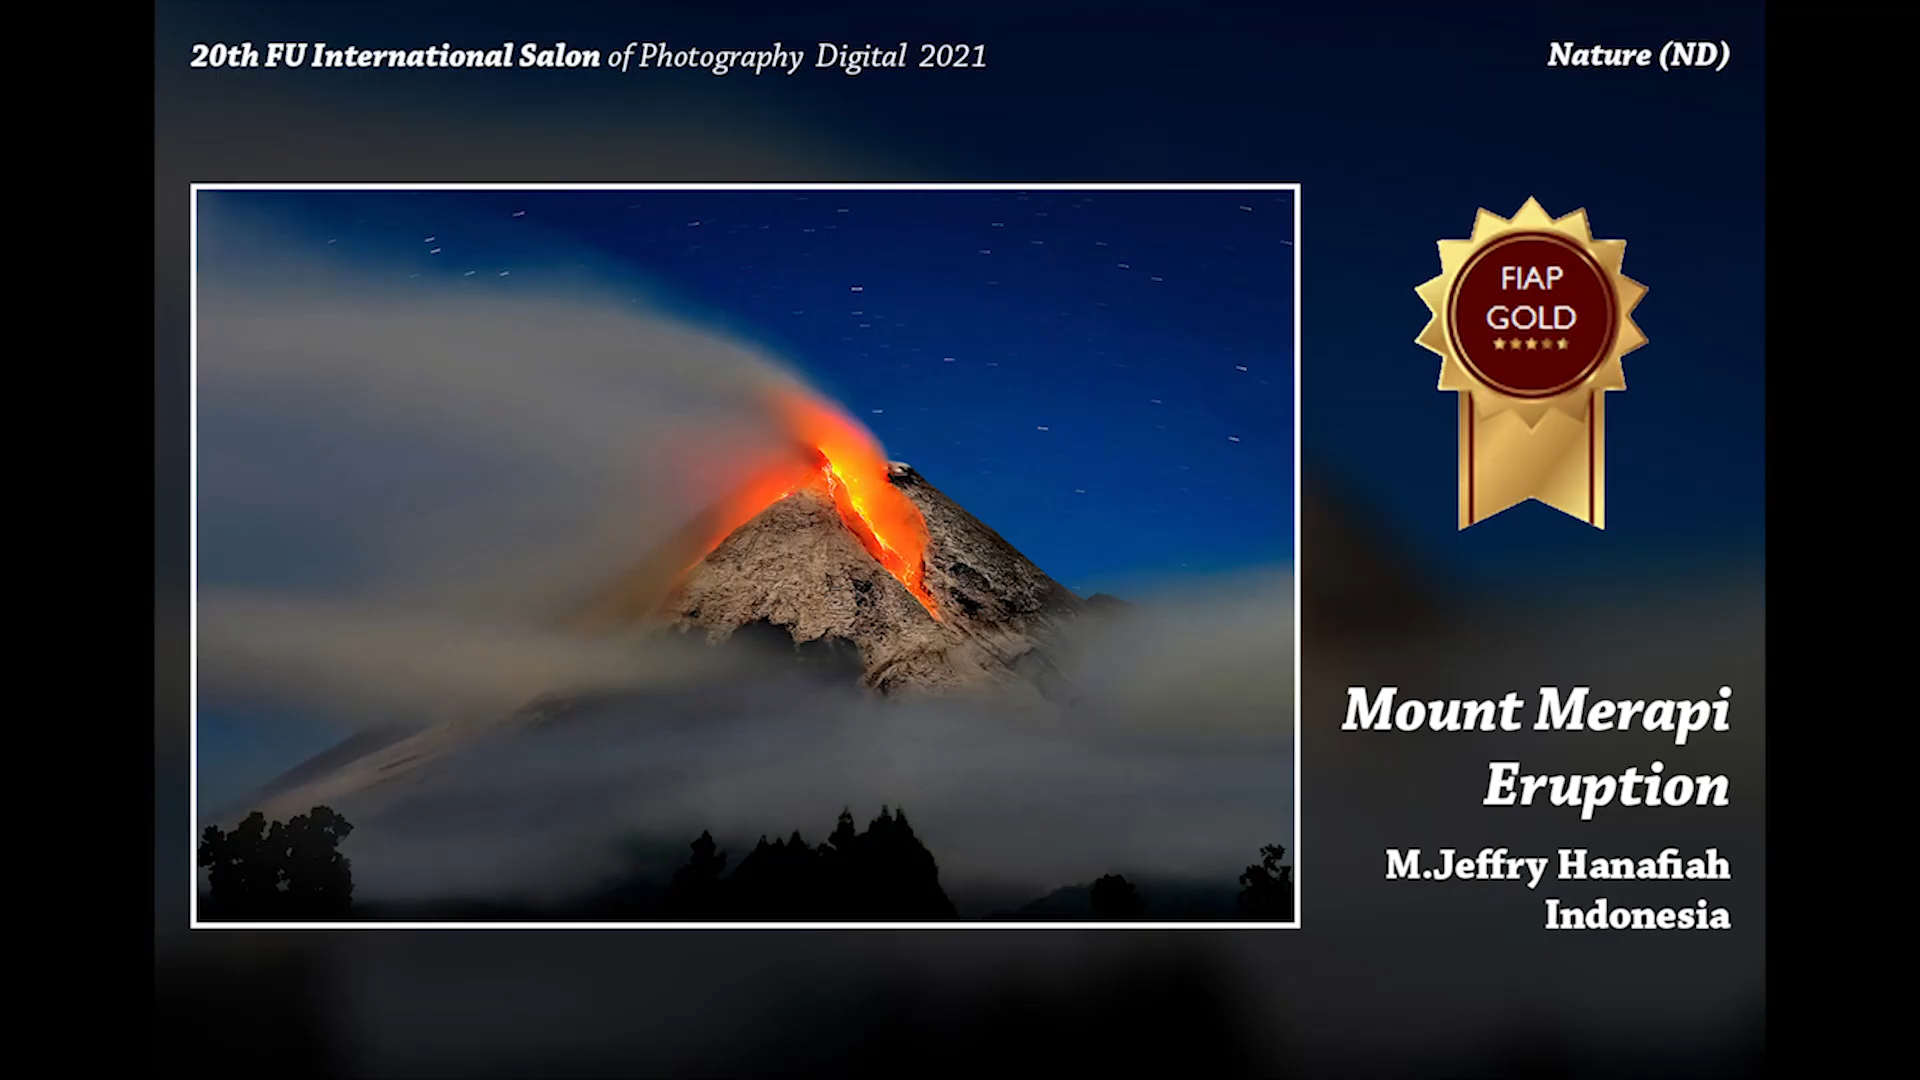 20th FU International Salon of Photography Digital 2021
Nature (ND)
FIAP
GOLD
Mount Merapi
Eruption
M.Jeffry Hanafiah
Indonesia